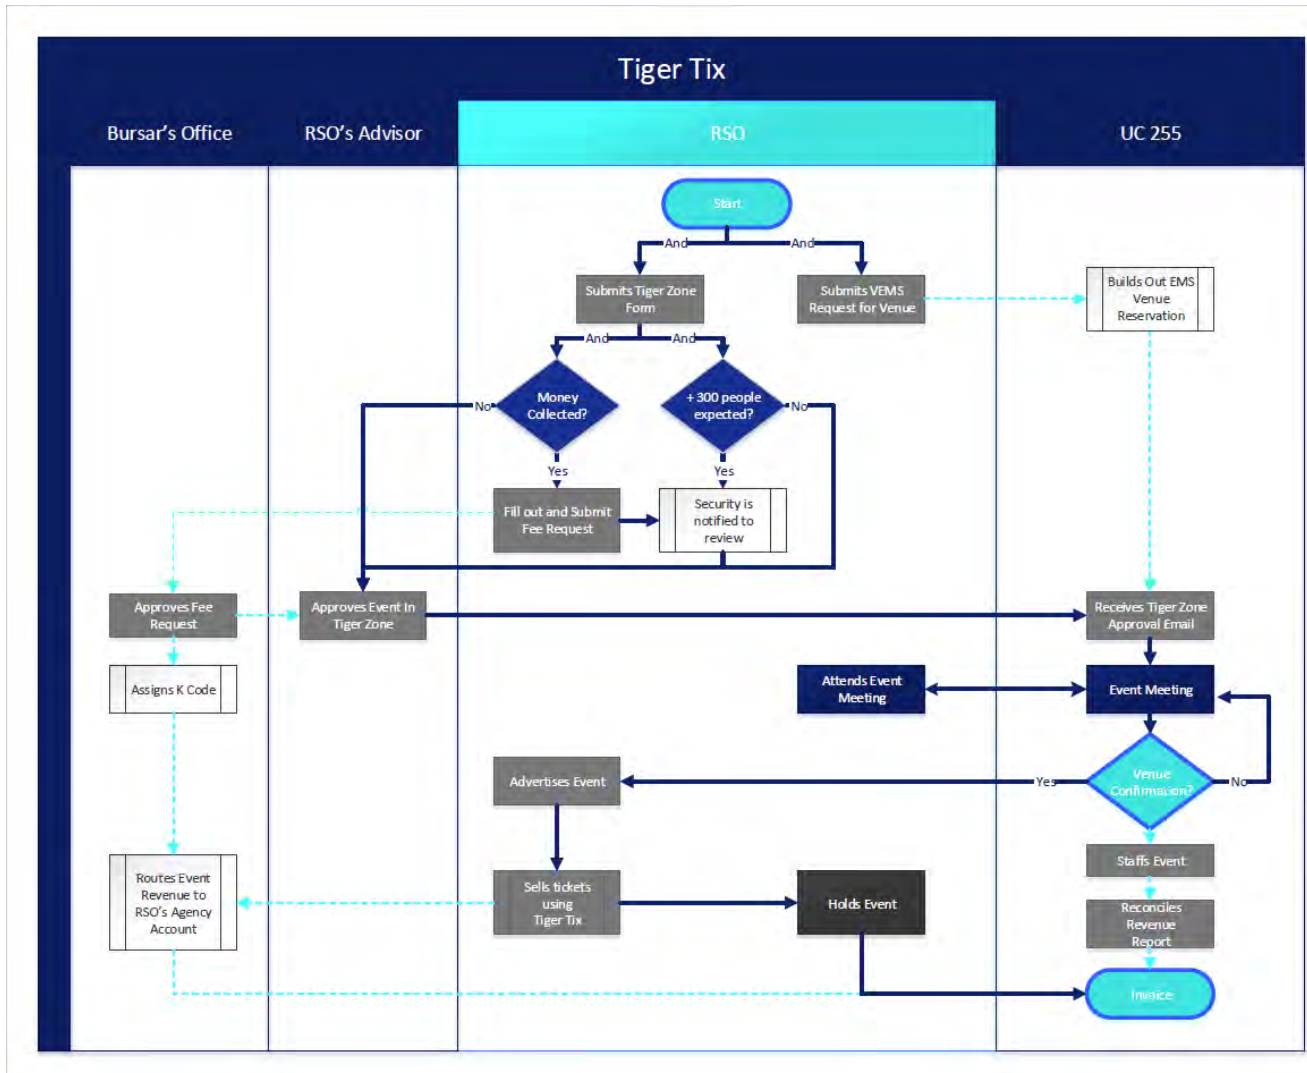 Tiger Tix
Bursar's Office
RSO's Advisor
RSO
UC 255
Start
And
And
Submits Tiger Zone
Form
Submits VEMS
Request for Venue
Builds Out EMS
Venue
Reservation
And
And
Money
Collected?
No
+ 300 people
expected?
No
Yes
Yes
Fill out and Submit
Fee Request
Security is
notified to
review
Approves Fee
Request
Approves Event In
Tiger Zone
Receives Tiger Zone
Approval Email
Assigns K Code
Attends Event
Meeting
Event Meeting
Advertises Event
Yes
Venue
Confirmation?
No
Staffs Event
Routes Event
Revenue to
RSO's Agency
Account
Sells tickets
using
Tiger Tix
Holds Event
Reconciles
Revenue
Report
Invoice